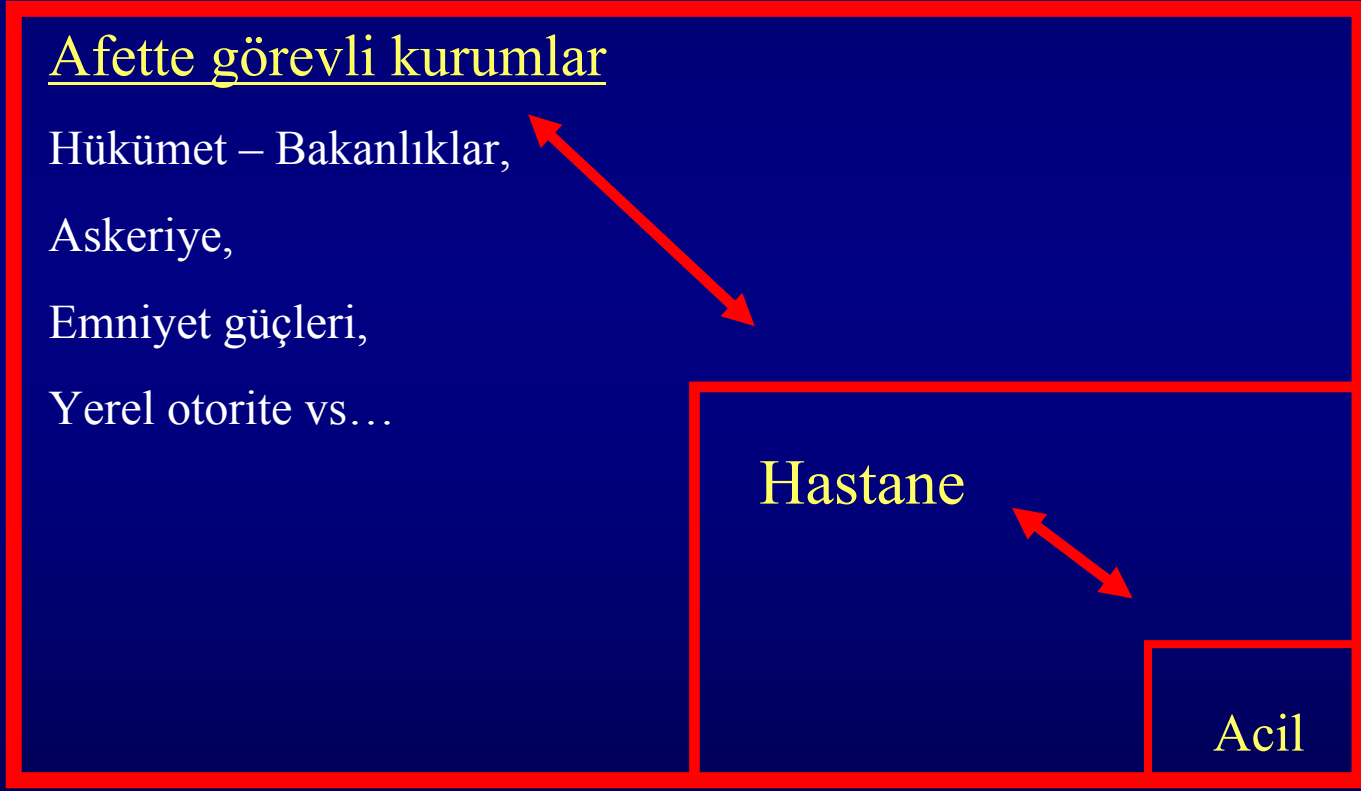 Afette görevli kurumlar
Hükümet – Bakanlıklar,
Askeriye,
Emniyet güçleri,
Yerel otorite vs…
Hastane
Acil